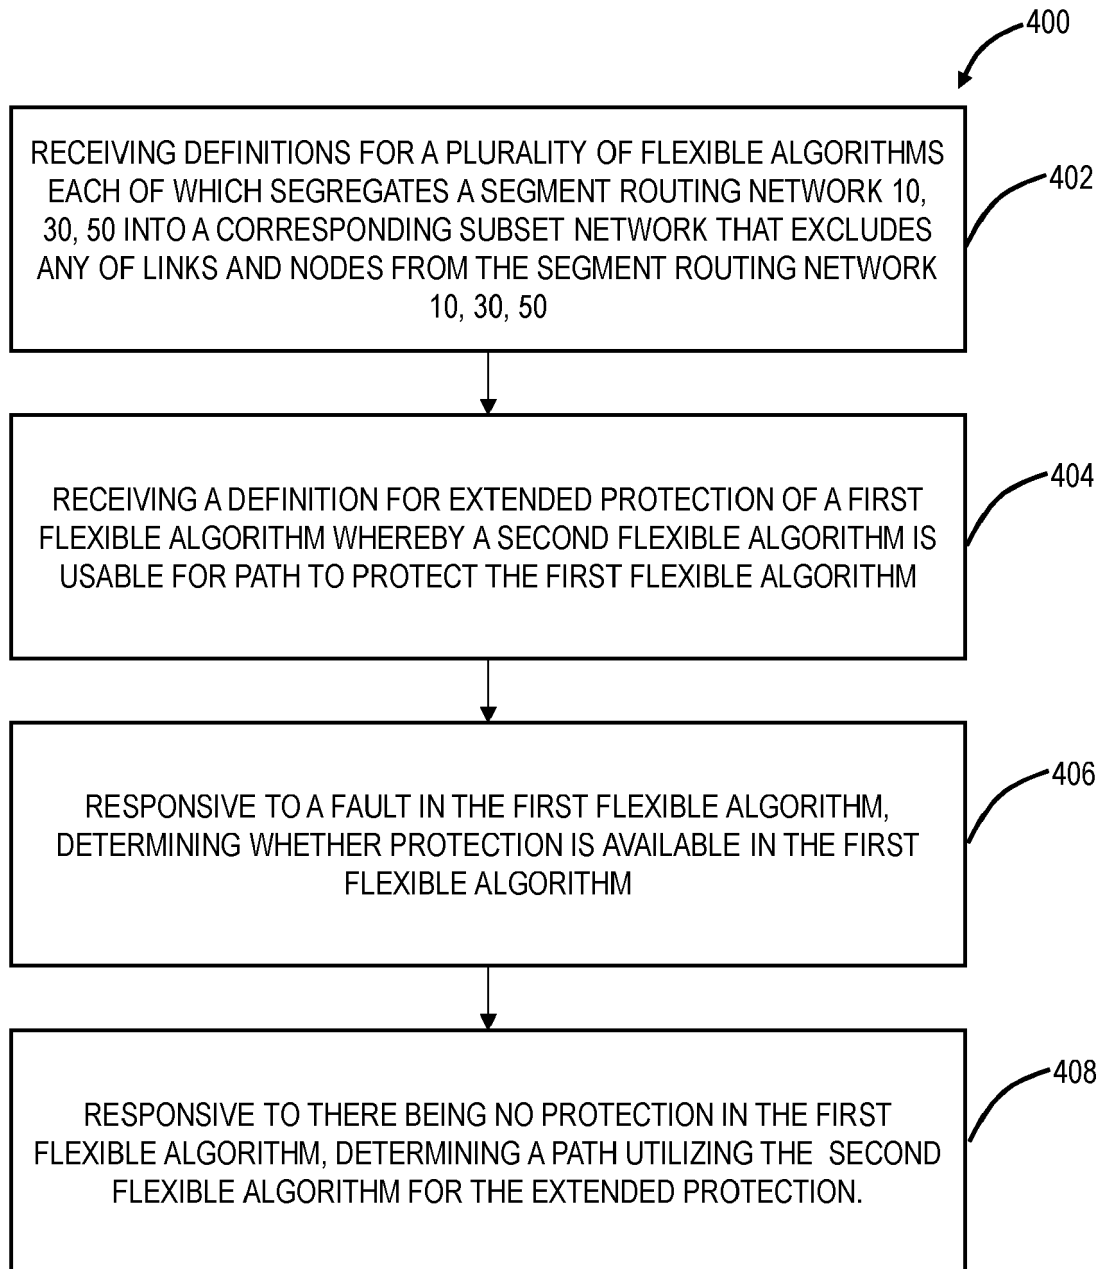 400
RECEIVING DEFINITIONS FOR A PLURALITY OF FLEXIBLE ALGORITHMS
EACH OF WHICH SEGREGATES A SEGMENT ROUTING NETWORK 10,
30, 50 INTO A CORRESPONDING SUBSET NETWORK THAT EXCLUDES
ANY OF LINKS AND NODES FROM THE SEGMENT ROUTING NETWORK
10, 30, 50
402
RECEIVING A DEFINITION FOR EXTENDED PROTECTION OF A FIRST
FLEXIBLE ALGORITHM WHEREBY A SECOND FLEXIBLE ALGORITHM IS
USABLE FOR PATH TO PROTECT THE FIRST FLEXIBLE ALGORITHM
404
RESPONSIVE TO A FAULT IN THE FIRST FLEXIBLE ALGORITHM,
DETERMINING WHETHER PROTECTION IS AVAILABLE IN THE FIRST
FLEXIBLE ALGORITHM
406
RESPONSIVE TO THERE BEING NO PROTECTION IN THE FIRST
FLEXIBLE ALGORITHM, DETERMINING A PATH UTILIZING THE SECOND
FLEXIBLE ALGORITHM FOR THE EXTENDED PROTECTION.
408